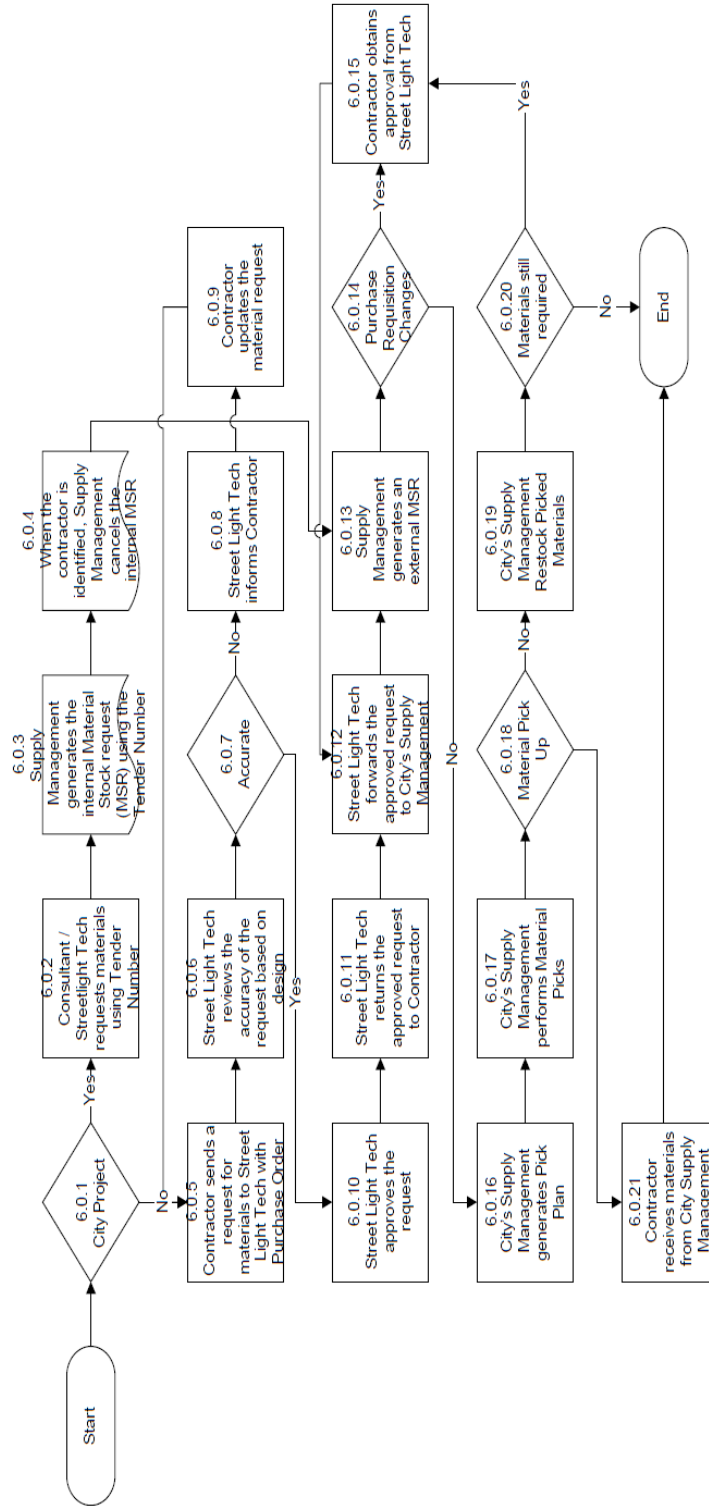 Start
6.0.1
City Project
Yes
No
6.0.2
Consultant /
Streetlight Tech
requests materials
using Tender
Number
6.0.3
Supply
Management
generates the
internal Material
Stock request
(MSR) using the
Tender Number
6.0.4
When the
contractor is
identified, Supply
Management
cancels the
internal MSR
6.0.5
Contractor sends a
request for
materials to Street
Light Tech with
Purchase Order
6.0.6
Street Light Tech
reviews the
accuracy of the
request based on
design
6.0.7
Accurate
No
Yes
6.0.8
Street Light Tech
informs Contractor
6.0.9
Contractor
updates the
material request
6.0.10
Street Light Tech
approves the
request
6.0.11
Street Light Tech
returns the
approved request
to Contractor
6.0.12
Street Light Tech
forwards the
approved request
to City's Supply
Management
6.0.13
Supply
Management
generates an
external MSR
6.0.14
Purchase
Requisition
Changes
Yes
No
6.0.15
Contractor obtains
approval from
Street Light Tech
6.0.16
City's Supply
Management
generates Pick
Plan
6.0.17
City's Supply
Management
performs Material
Picks
6.0.18
Material Pick
Up
No
6.0.19
City's Supply
Management
Restock Picked
Materials
6.0.20
Materials still
required
Yes
No
6.0.21
Contractor
receives materials
from City Supply
Management
End